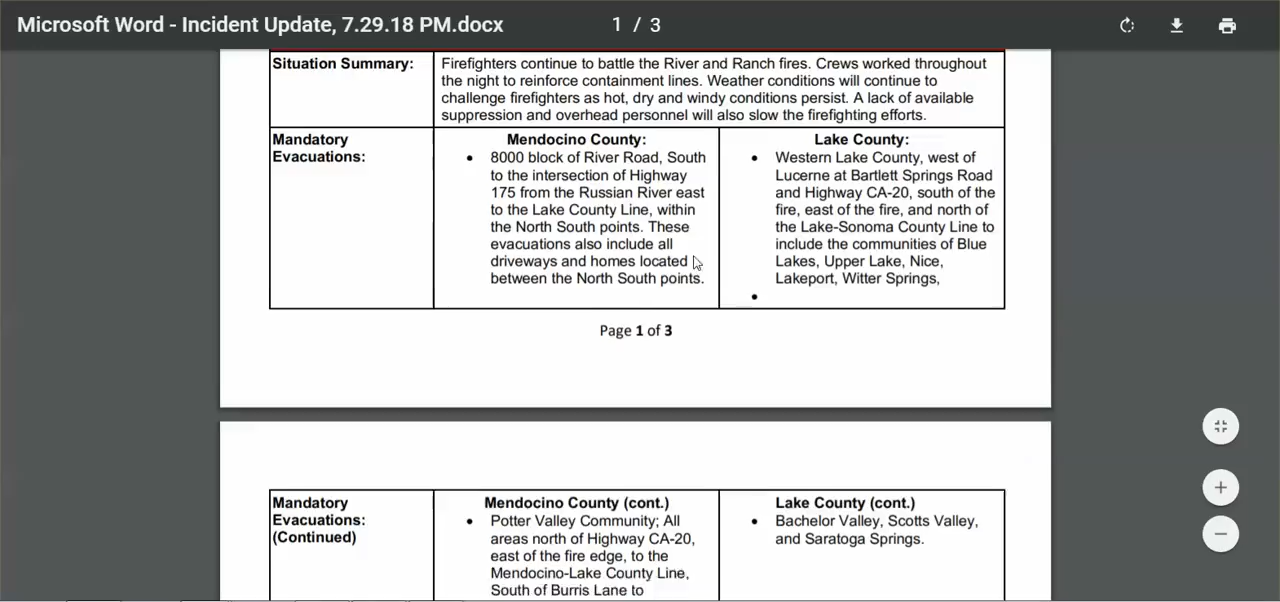 Microsoft Word - Incident Update, 7.29.18 PM.docx
1 / 3
Situation Summary:
Firefighters continue to battle the River and Ranch fires. Crews worked throughout
the night to reinforce containment lines. Weather conditions will continue to
challenge firefighters as hot, dry and windy conditions persist. A lack of available
suppression and overhead personnel will also slow the firefighting efforts.
Mandatory
Evacuations:
Mendocino County:
• 8000 block of River Road, South
to the intersection of Highway
175 from the Russian River east
to the Lake County Line, within
the North South points. These
evacuations also include all
driveways and homes located
between the North South points.
Lake County:
• Western Lake County, west of
Lucerne at Bartlett Springs Road
and Highway CA-20, south of the
fire, east of the fire, and north of
the Lake-Sonoma County Line to
include the communities of Blue
Lakes, Upper Lake, Nice,
Lakeport, Witter Springs,
•
Page 1 of 3
Mandatory
Evacuations:
(Continued)
Mendocino County (cont.)
• Potter Valley Community; All
areas north of Highway CA-20,
east of the fire edge, to the
Mendocino-Lake County Line,
South of Burris Lane to
Lake County (cont.)
• Bachelor Valley, Scotts Valley,
and Saratoga Springs.